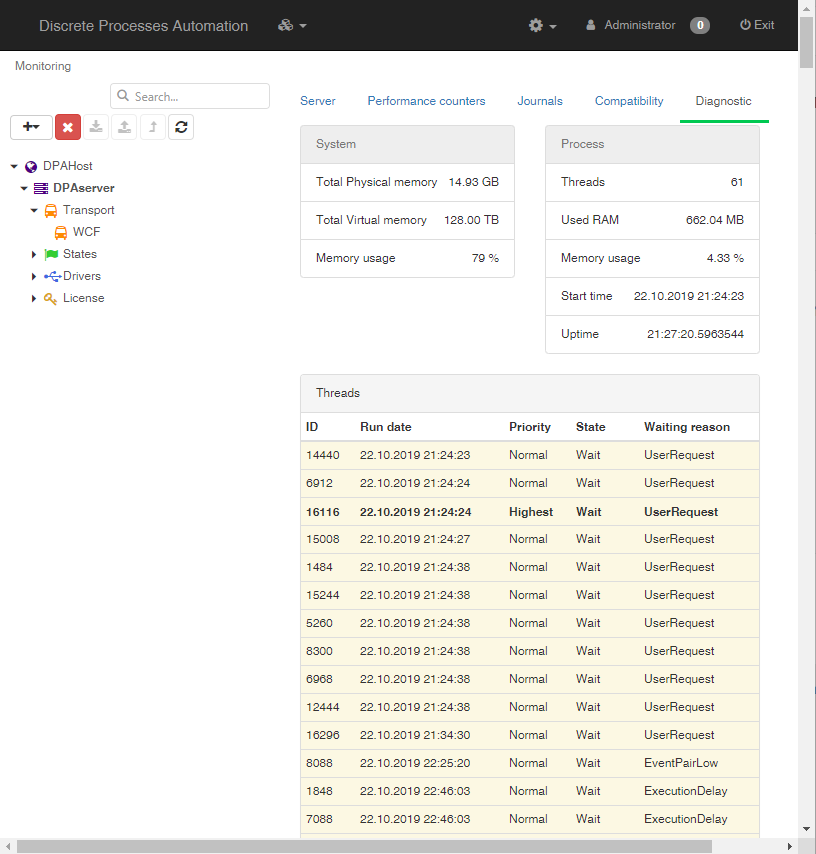 Discrete Processes Automation
Administrator 0 Exit
Monitoring
Search...
DPAHost
DPAserver
Transport
WCF
States
Drivers
License
Server Performance counters Journals Compatibility Diagnostic
System
Total Physical memory 14.93 GB
Total Virtual memory 128.00 TB
Memory usage 79 %
Process
Threads 61
Used RAM 662.04 MB
Memory usage 4.33 %
Start time 22.10.2019 21:24:23
Uptime 21:27:20.5963544
Threads
ID Run date Priority State Waiting reason
14440 22.10.2019 21:24:23 Normal Wait UserRequest
6912 22.10.2019 21:24:24 Normal Wait UserRequest
16116 22.10.2019 21:24:24 Highest Wait UserRequest
15008 22.10.2019 21:24:27 Normal Wait UserRequest
1484 22.10.2019 21:24:38 Normal Wait UserRequest
15244 22.10.2019 21:24:38 Normal Wait UserRequest
5260 22.10.2019 21:24:38 Normal Wait UserRequest
8300 22.10.2019 21:24:38 Normal Wait UserRequest
6968 22.10.2019 21:24:38 Normal Wait UserRequest
12444 22.10.2019 21:24:38 Normal Wait UserRequest
16296 22.10.2019 21:34:30 Normal Wait UserRequest
8088 22.10.2019 22:25:20 Normal Wait EventPairLow
1848 22.10.2019 22:46:03 Normal Wait ExecutionDelay
7088 22.10.2019 22:46:03 Normal Wait ExecutionDelay